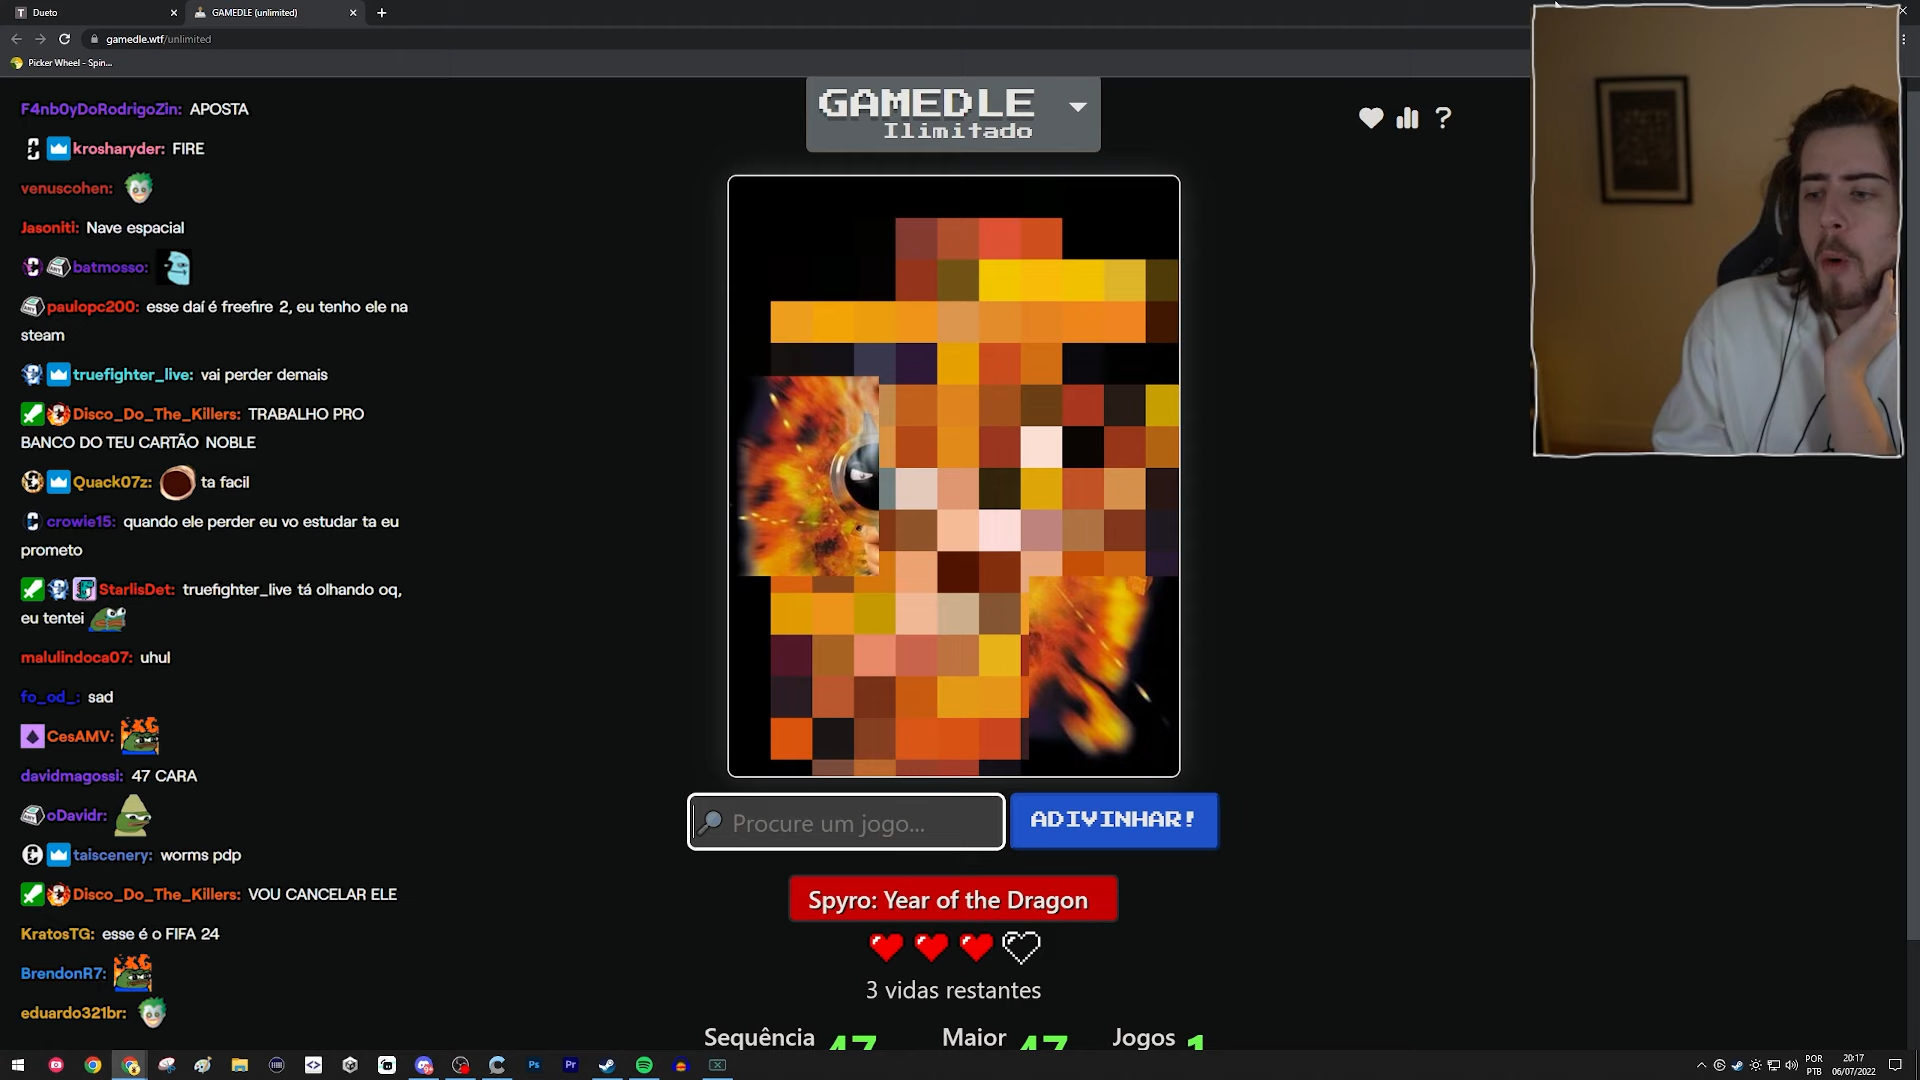 Dueto
GAMEDLE (unlimited)
gamedle.wtf/unlimited
Picker Wheel - Spin...
F4nb0yDoRodrigoZin: APOSTA
krosharyder: FIRE
venuscohen:
Jasoniti: Nave espacial
batmosso:
paulopc200: esse daí é freefire 2, eu tenho ele na
steam
truefighter_live: vai perder demais
Disco_Do_The_Killers: TRABALHO PRO
BANCO DO TEU CARTÃO NOBLE
Quack07z: ta facil
crowie15: quando ele perder eu vo estudar ta eu
prometo
StarlisDet: truefighter_live tá olhando oq,
eu tentei
malulindoca07: uhul
fo_od_: sad
CesAMV:
davidmagossi: 47 CARA
oDavidr:
taiscenery: worms pdp
Disco_Do_The_Killers: VOU CANCELAR ELE
KratosTG: esse é o FIFA 24
BrendonR7:
eduardo321br:
GAMEDLE
Ilimitado
?
Procure um jogo...
ADIVINHAR!
Spyro: Year of the Dragon
3 vidas restantes
Sequência 47 Maior 47 Jogos 1
Ps
Pr
POR
PTB
20:17
06/07/2022